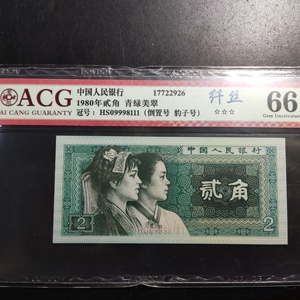 ACG
AI CANG GUARANTY
中国人民银行 17722926
1980年贰角 青绿美翠
冠号: HS09998111 (倒置号 豹子号)
纤丝
☆☆☆
66
Gem Uncirculated
中国人民银行
贰角
2
2